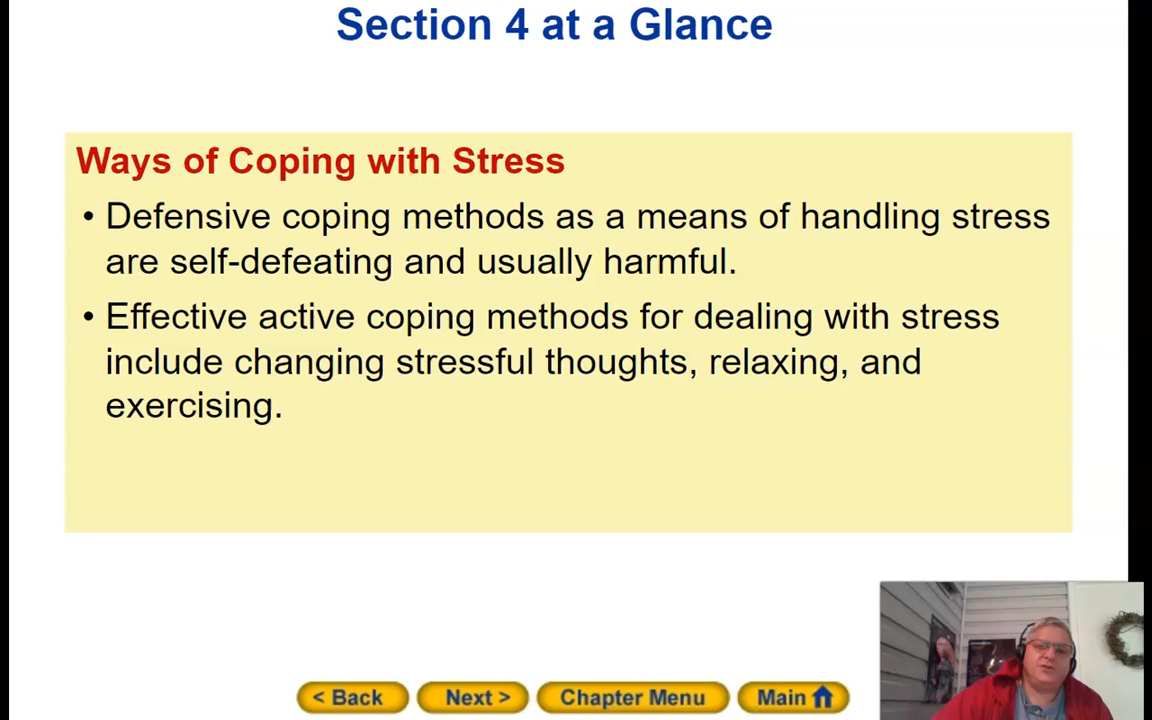 Section 4 at a Glance
Ways of Coping with Stress
• Defensive coping methods as a means of handling stress
are self-defeating and usually harmful.
• Effective active coping methods for dealing with stress
include changing stressful thoughts, relaxing, and
exercising.
< Back
Next >
Chapter Menu
Main